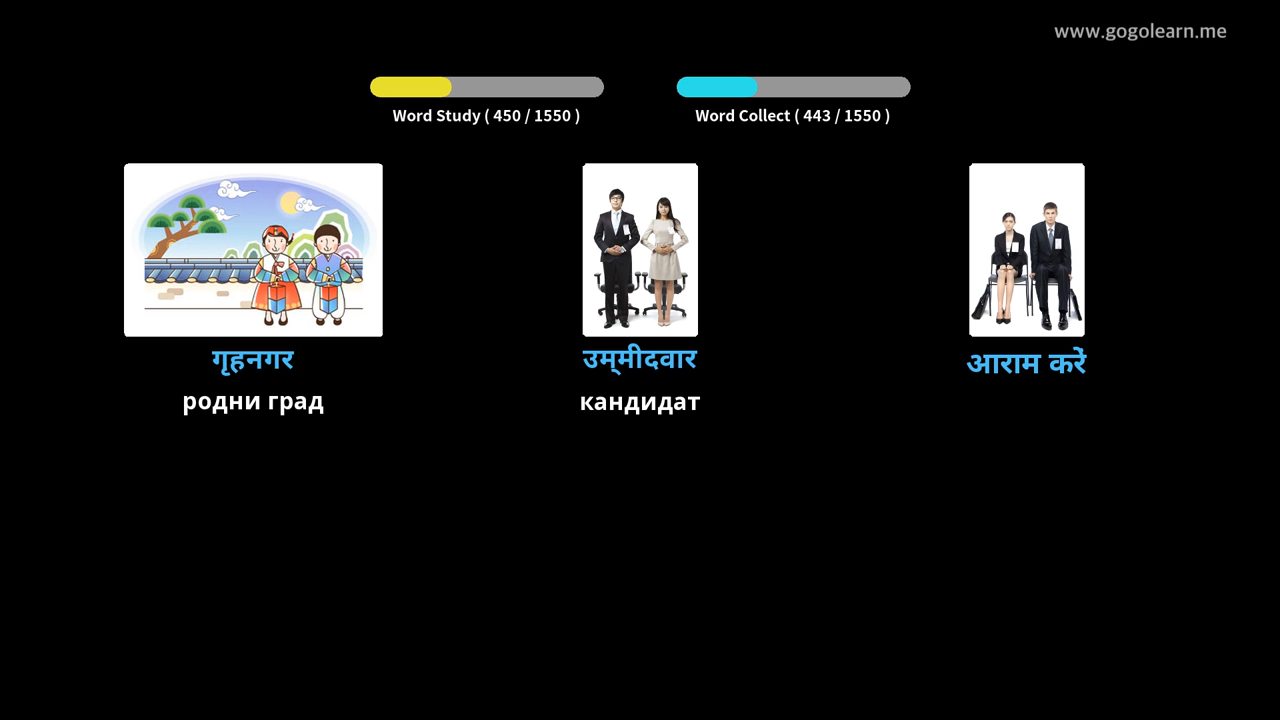 www.gogolearn.me
Word Study ( 450 / 1550 )
Word Collect ( 443 / 1550 )
गृहनगर
उम्मीदवार
आराम करें
родни град
кандидат